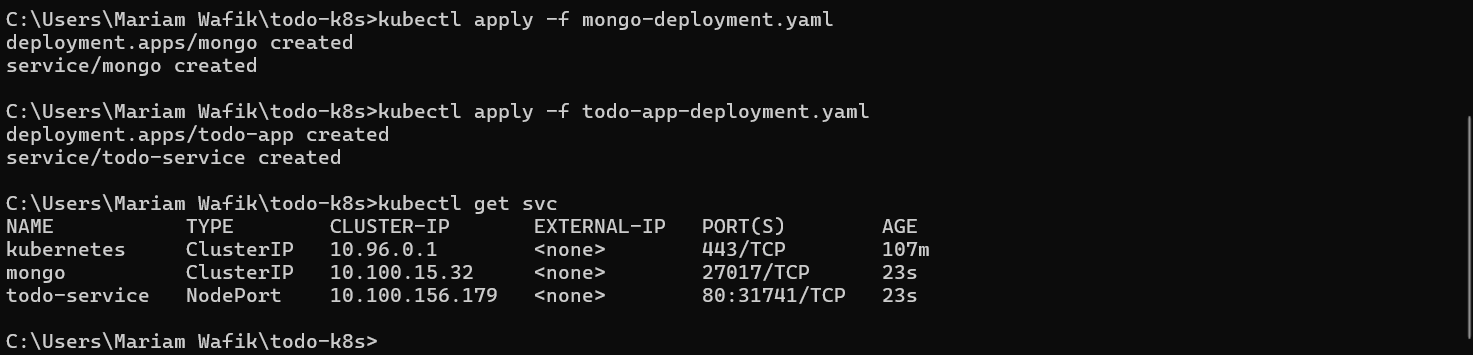 C:\Users\Mariam Wafik\todo-k8s>kubectl apply -f mongo-deployment.yaml
deployment.apps/mongo created
service/mongo created
C:\Users\Mariam Wafik\todo-k8s>kubectl apply -f todo-app-deployment.yaml
deployment.apps/todo-app created
service/todo-service created
C:\Users\Mariam Wafik\todo-k8s>kubectl get svc
NAME           TYPE        CLUSTER-IP       EXTERNAL-IP   PORT(S)        AGE
kubernetes     ClusterIP   10.96.0.1        <none>        443/TCP        107m
mongo          ClusterIP   10.100.15.32     <none>        27017/TCP      23s
todo-service   NodePort    10.100.156.179   <none>        80:31741/TCP   23s
C:\Users\Mariam Wafik\todo-k8s>